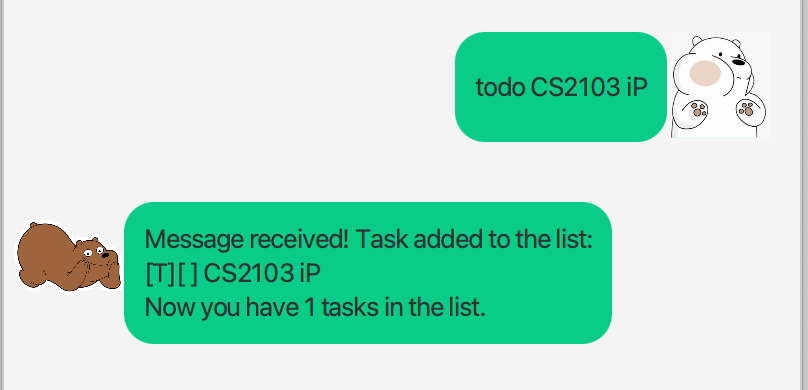 todo CS2103 iP
Message received! Task added to the list:
[T][ ] CS2103 iP
Now you have 1 tasks in the list.